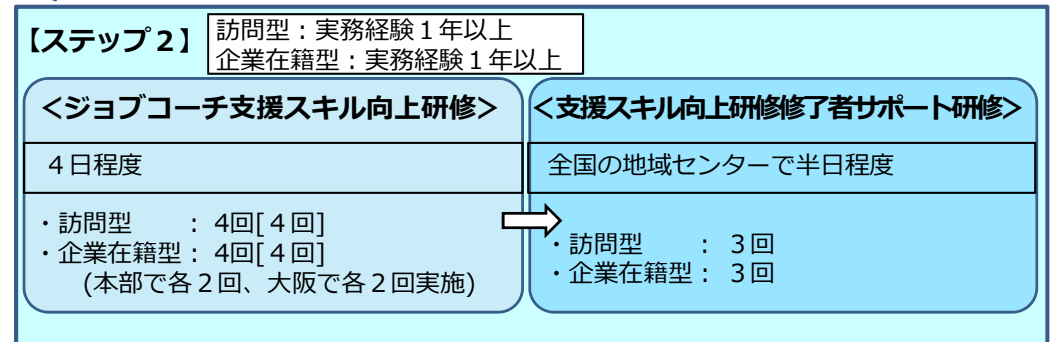 【ステップ２】
訪問型：実務経験１年以上
企業在籍型：実務経験１年以上
＜ジョブコーチ支援スキル向上研修＞
４日程度
・訪問型　　： 4回[４回]
・企業在籍型： 4回[４回]
(本部で各２回、大阪で各２回実施)
＜支援スキル向上研修修了者サポート研修＞
全国の地域センターで半日程度
・訪問型　　： ３回
・企業在籍型： ３回